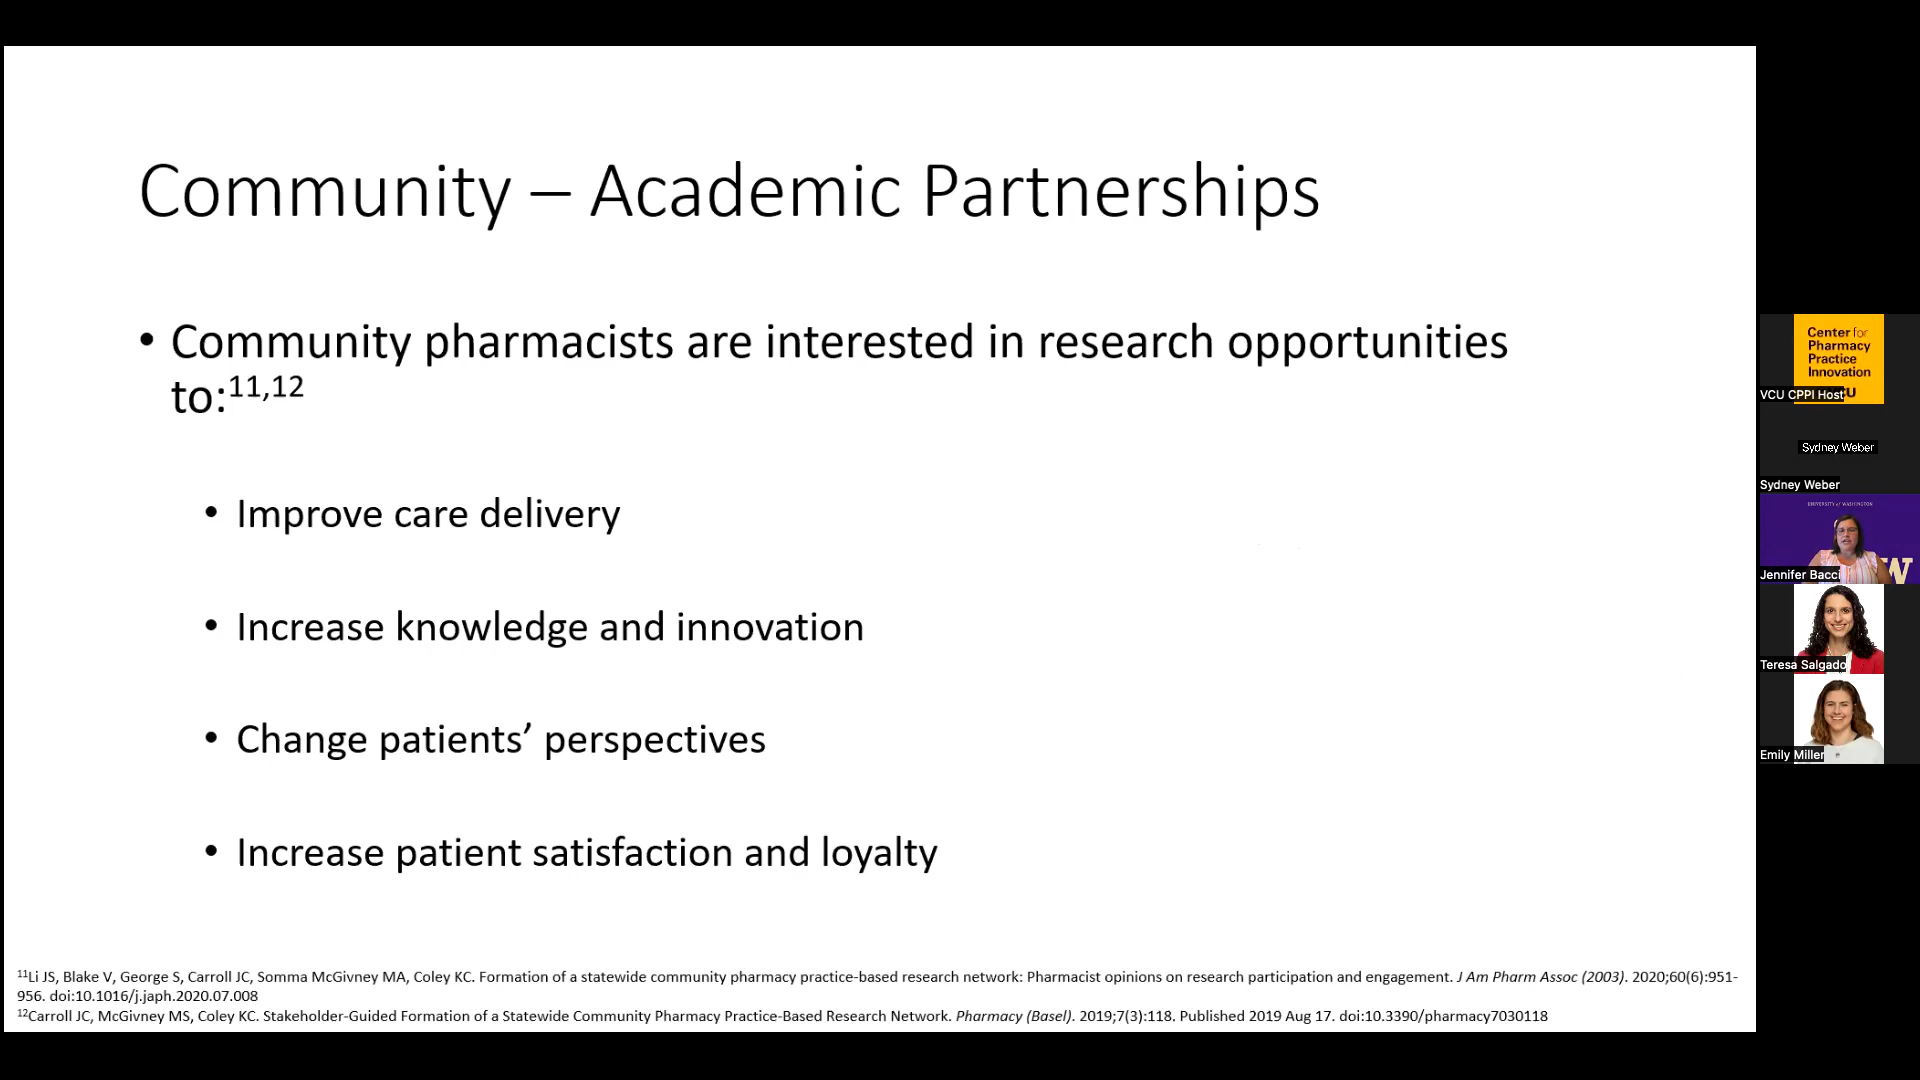 Community – Academic Partnerships
• Community pharmacists are interested in research opportunities
to:11,12
• Improve care delivery
• Increase knowledge and innovation
• Change patients’ perspectives
• Increase patient satisfaction and loyalty
11Li JS, Blake V, George S, Carroll JC, Somma McGivney MA, Coley KC. Formation of a statewide community pharmacy practice-based research network: Pharmacist opinions on research participation and engagement. J Am Pharm Assoc (2003). 2020;60(6):951-
956. doi:10.1016/j.japh.2020.07.008
12Carroll JC, McGivney MS, Coley KC. Stakeholder-Guided Formation of a Statewide Community Pharmacy Practice-Based Research Network. Pharmacy (Basel). 2019;7(3):118. Published 2019 Aug 17. doi:10.3390/pharmacy7030118
Center for
Pharmacy
Practice
Innovation
VCU CPPI Host
Sydney Weber
Sydney Weber
UNIVERSITY of WASHINGTON
W
Jennifer Bacci
Teresa Salgado
Emily Miller